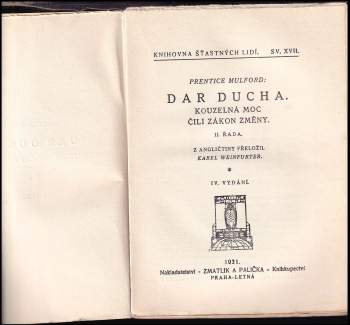 KNIHOVNA ŠŤASTNÝCH LIDÍ. SV. XVII.
PRENTICE MULFORD:
DAR DUCHA.
KOUZELNÁ MOC
ČILI ZÁKON ZMĚNY.
II. ŘADA.
Z ANGLIČTINY PŘELOŽIL
KAREL WEINFURTER.
*
IV. VYDÁNÍ.
1921.
Nakladatelství - ZMATLÍK A PALIČKA - Knihkupectví
PRAHA-LETNÁ